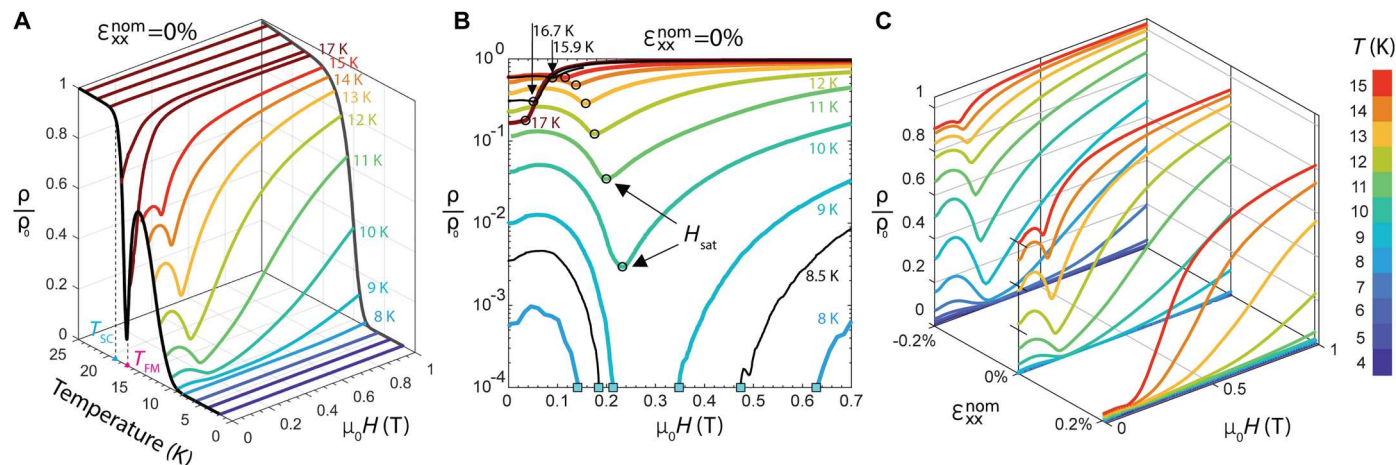 A
εxx^nom=0%
17 K
15 K
14 K
13 K
12 K
11 K
10 K
9 K
8 K
ρ/ρ₀
1
0.8
0.6
0.4
0.2
0
T_SC
T_FM
25
20
15
10
5
0
Temperature (K)
0
0.2
0.4
0.6
0.8
1
μ₀H (T)
B
16.7 K
15.9 K
εxx^nom=0%
10⁰
10⁻¹
10⁻²
10⁻³
10⁻⁴
17 K
12 K
11 K
10 K
9 K
8.5 K
8 K
H_sat
0
0.1
0.2
0.3
0.4
0.5
0.6
0.7
μ₀H (T)
C
ρ/ρ₀
1
0.8
0.6
0.4
0.2
0
-0.2%
0%
0.2%
εxx^nom
0
0.5
1
μ₀H (T)
T (K)
15
14
13
12
11
10
9
8
7
6
5
4